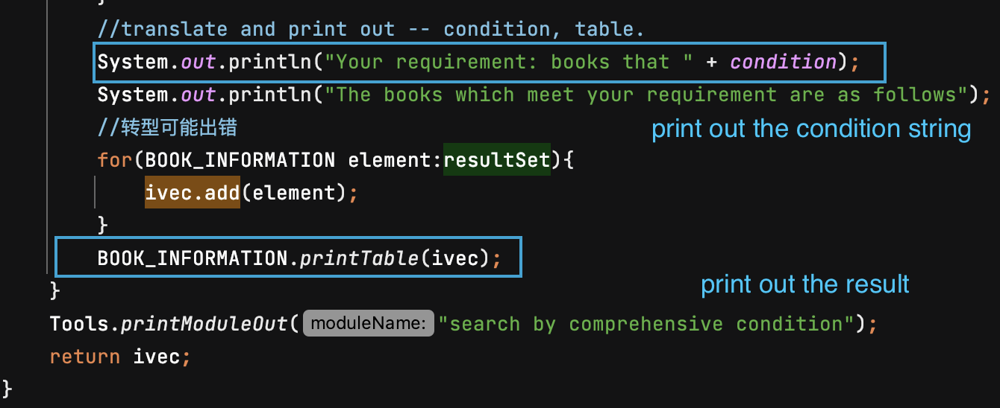 }
//translate and print out -- condition, table.
System.out.println("Your requirement: books that " + condition);
System.out.println("The books which meet your requirement are as follows");
//转型可能出错
print out the condition string
for(BOOK_INFORMATION element:resultSet){
ivec.add(element);
}
BOOK_INFORMATION.printTable(ivec);
print out the result
}
Tools.printModuleOut( moduleName: "search by comprehensive condition");
return ivec;
}